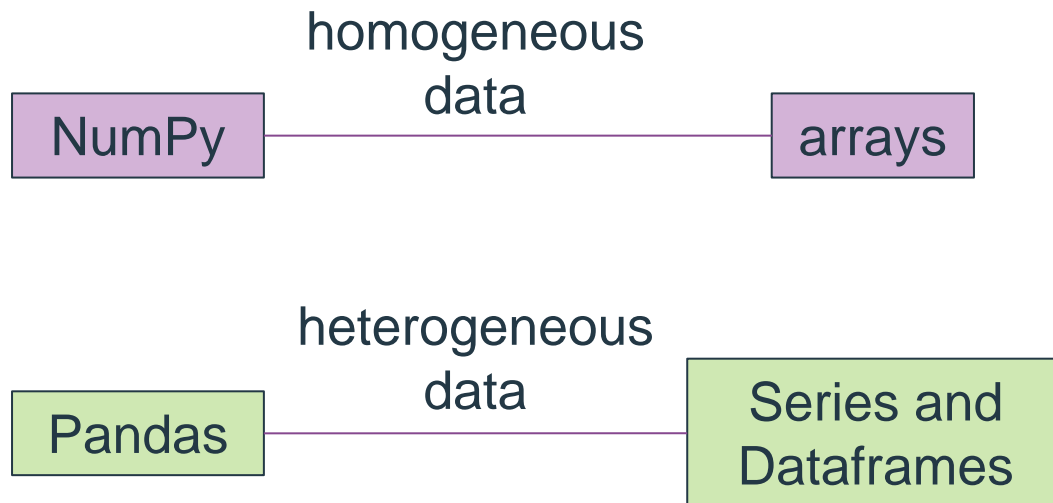 homogeneous
data
NumPy
arrays
heterogeneous
data
Pandas
Series and
Dataframes